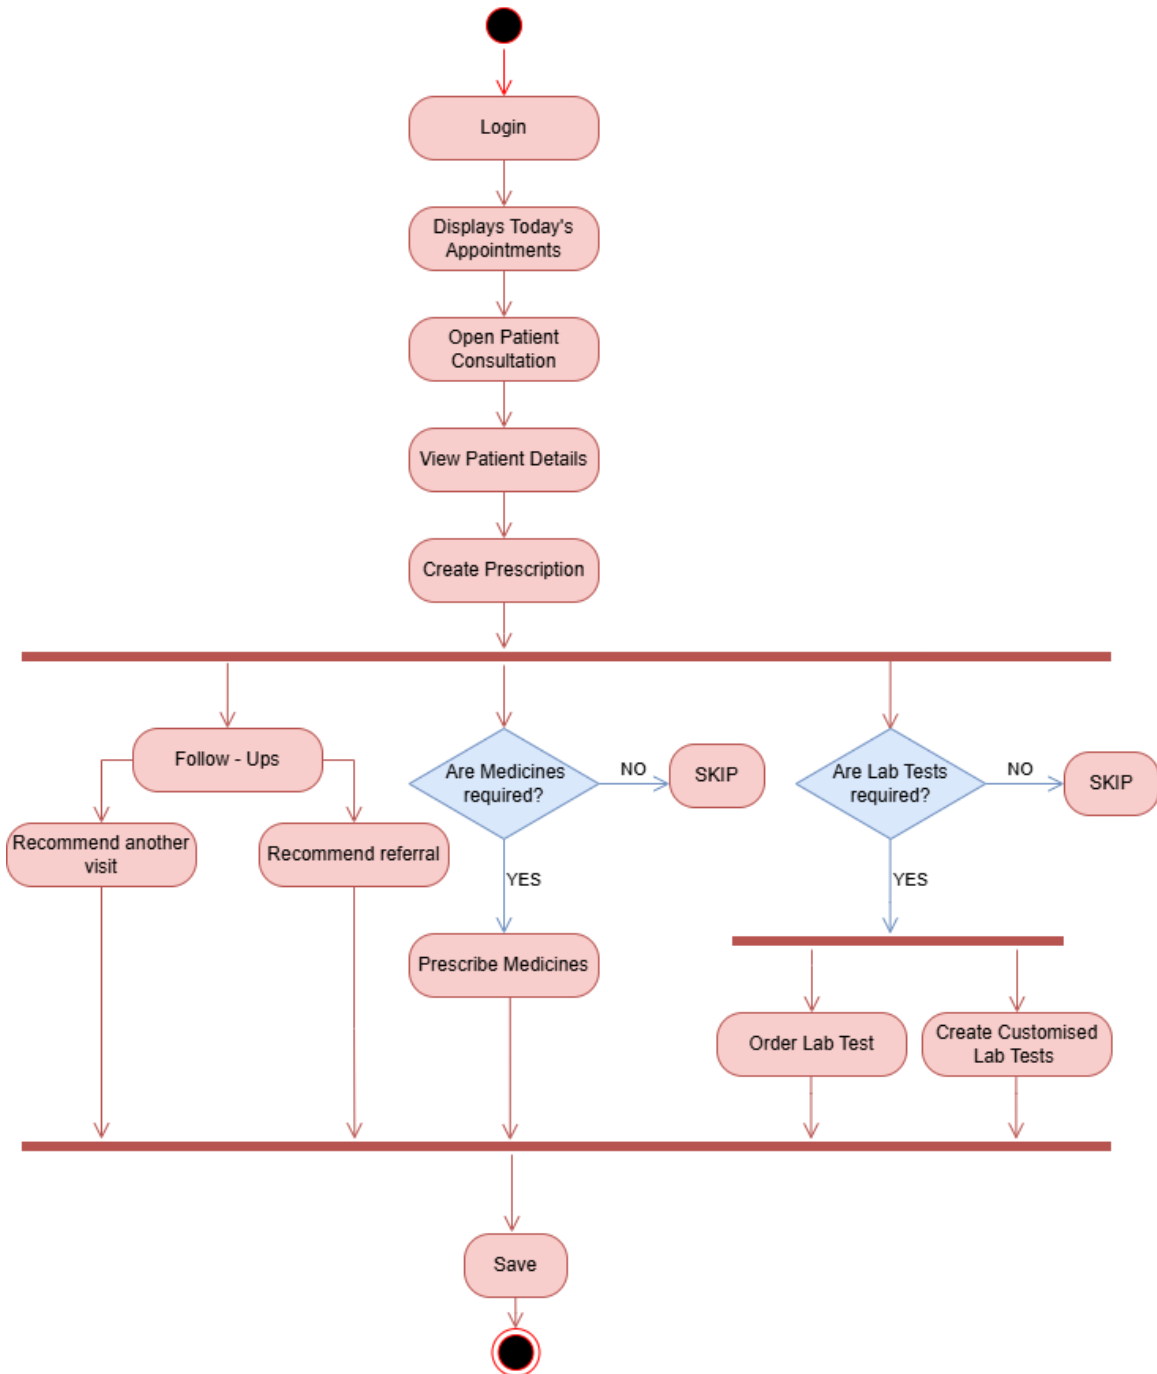 Login
Displays Today's
Appointments
Open Patient
Consultation
View Patient Details
Create Prescription
Follow - Ups
Are Medicines
required?
NO
SKIP
Are Lab Tests
required?
NO
SKIP
Recommend another
visit
Recommend referral
YES
YES
Prescribe Medicines
Order Lab Test
Create Customised
Lab Tests
Save